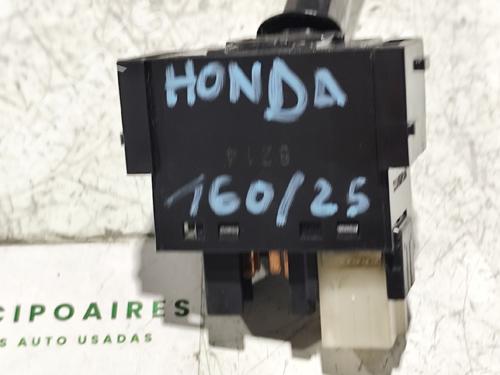 HONDA
8214
160/25
CIPOAIRES
S AUTO USADAS